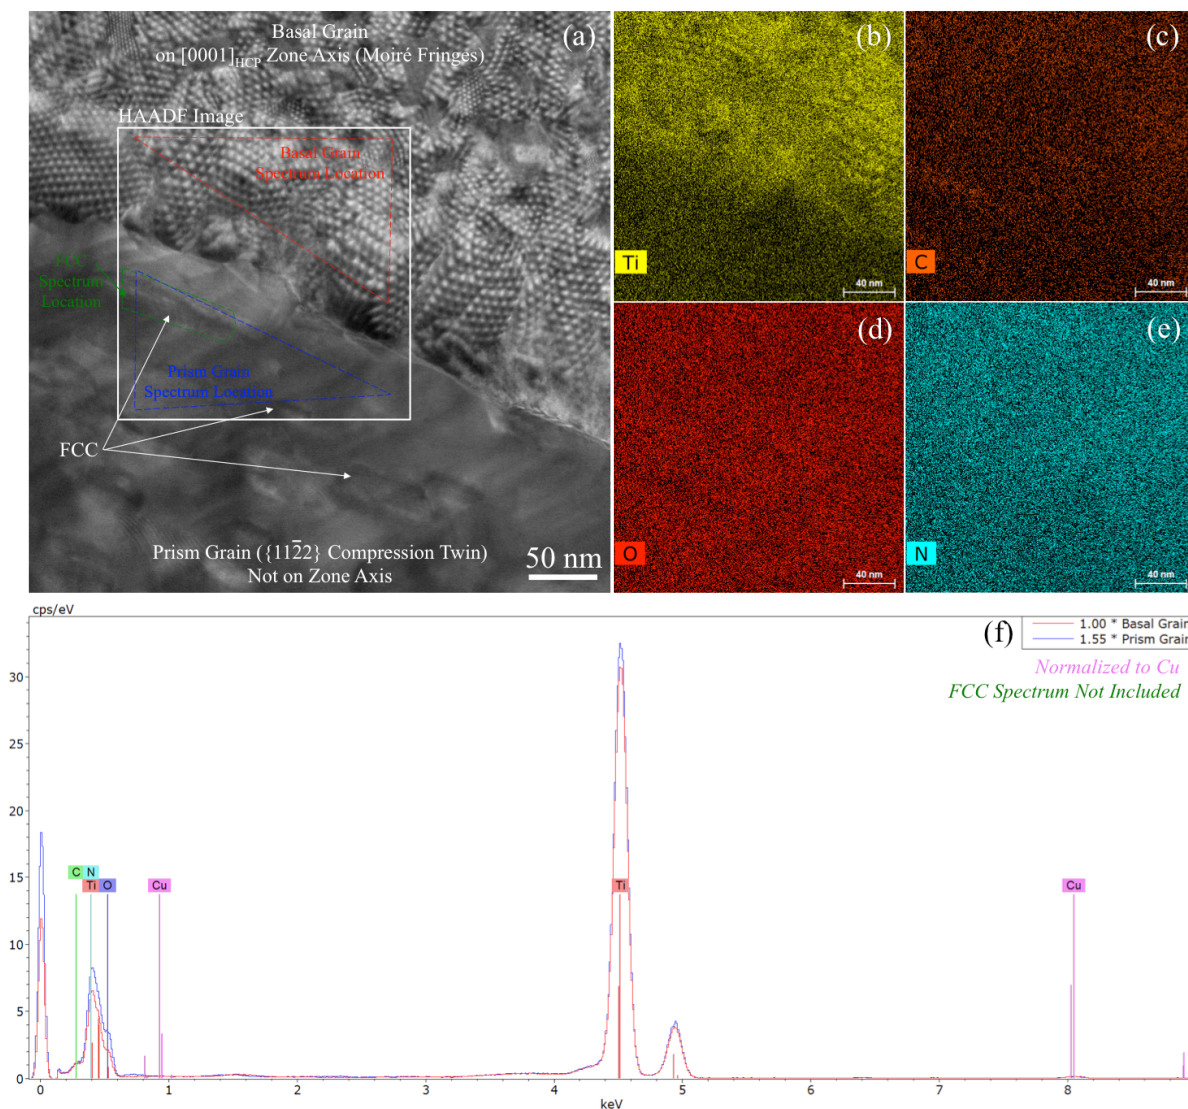 Basal Grain
on [0001]HCP Zone Axis (Moiré Fringes)
(a)
HAADF Image
Basal Grain
Spectrum Location
FCC
Spectrum
Location
Prism Grain
Spectrum Location
FCC
Prism Grain ({112̄2} Compression Twin)
Not on Zone Axis
50 nm
(b)
Ti
40 nm
(c)
C
40 nm
(d)
O
40 nm
(e)
N
40 nm
cps/eV
(f)
1.00 * Basal Grain
1.55 * Prism Grain
Normalized to Cu
FCC Spectrum Not Included
30
25
20
15
10
5
0
C
N
Ti
O
Cu
Ti
Cu
0 1 2 3 4 5 6 7 8
keV